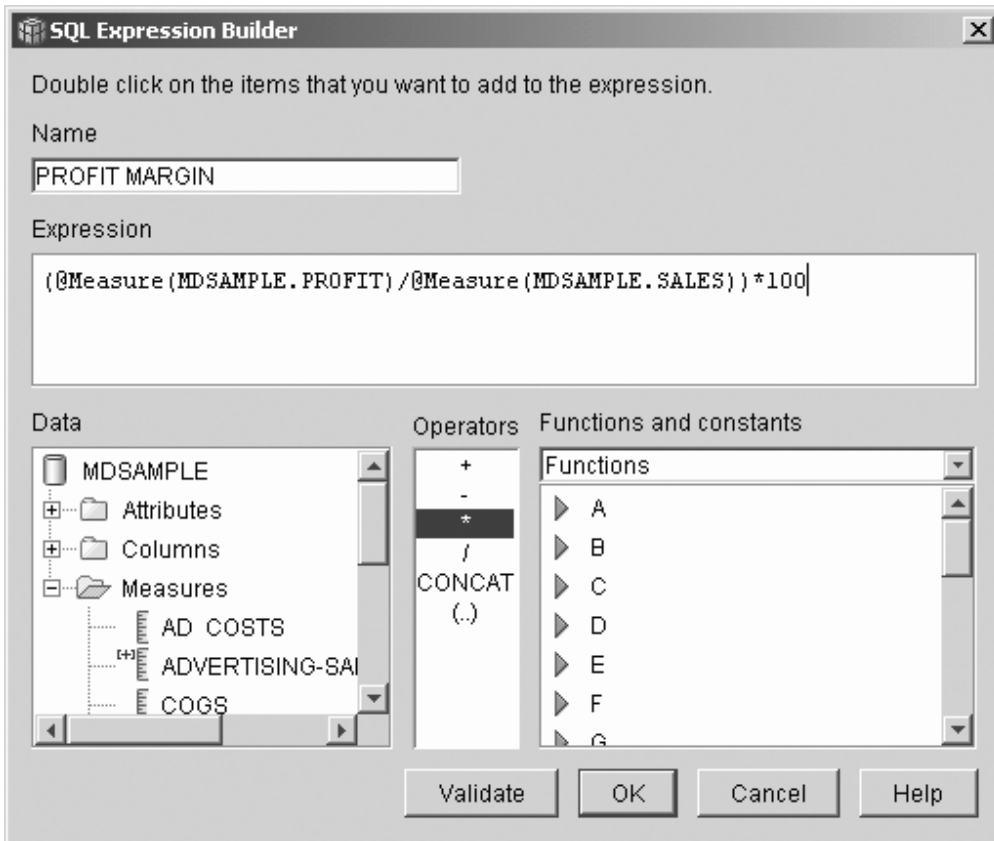 SQL Expression Builder
Double click on the items that you want to add to the expression.
Name
PROFIT MARGIN
Expression
(@Measure(MDSAMPLE.PROFIT)/@Measure(MDSAMPLE.SALES))*100
Data
MDSAMPLE
Attributes
Columns
Measures
AD COSTS
ADVERTISING-SA
COGS
Operators
+
-
*
/
CONCAT
(..)
Functions and constants
Functions
A
B
C
D
E
F
G
Validate
OK
Cancel
Help